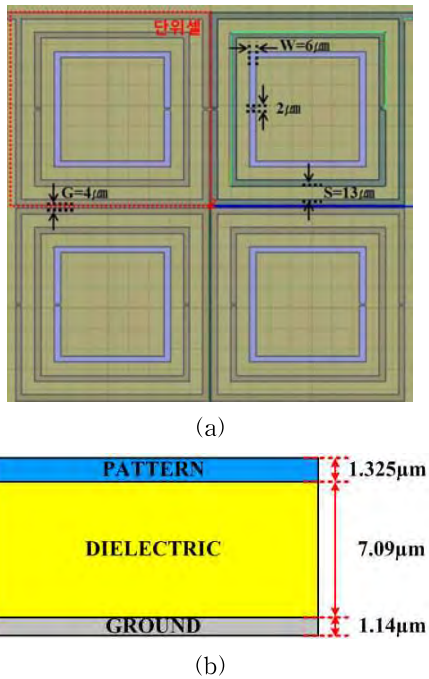 단위셀
W=6㎛
2㎛
G=4㎛
S=13㎛
(a)
PATTERN
1.325μm
DIELECTRIC
7.09μm
GROUND
1.14μm
(b)